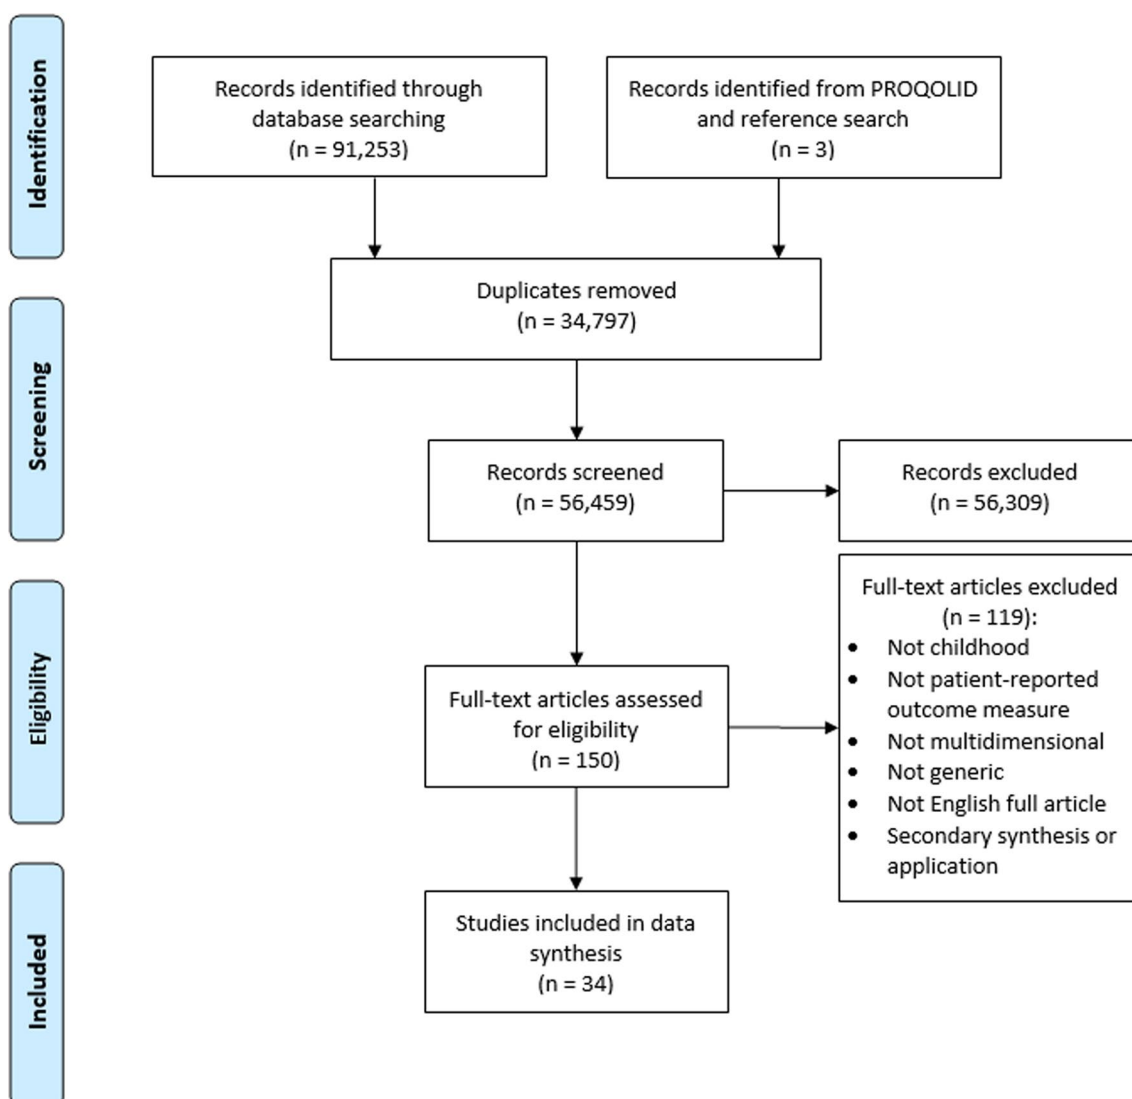 Identification
Records identified through
database searching
(n = 91,253)
Records identified from PROQOLID
and reference search
(n = 3)
Duplicates removed
(n = 34,797)
Screening
Records screened
(n = 56,459)
Records excluded
(n = 56,309)
Eligibility
Full-text articles assessed
for eligibility
(n = 150)
Full-text articles excluded
(n = 119):
• Not childhood
• Not patient-reported
outcome measure
• Not multidimensional
• Not generic
• Not English full article
• Secondary synthesis or
application
Included
Studies included in data
synthesis
(n = 34)